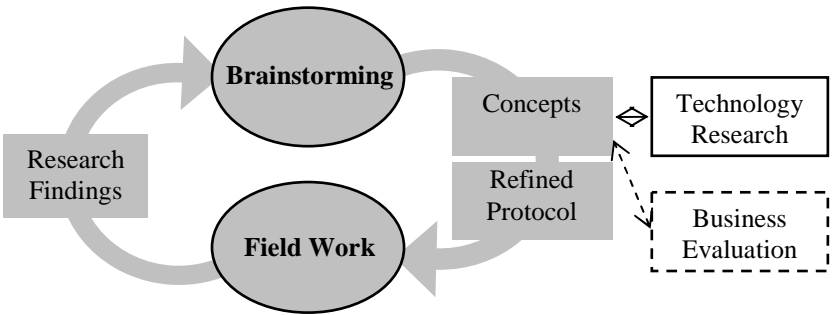 Brainstorming
Concepts
Technology
Research
Research
Findings
Refined
Protocol
Business
Evaluation
Field Work